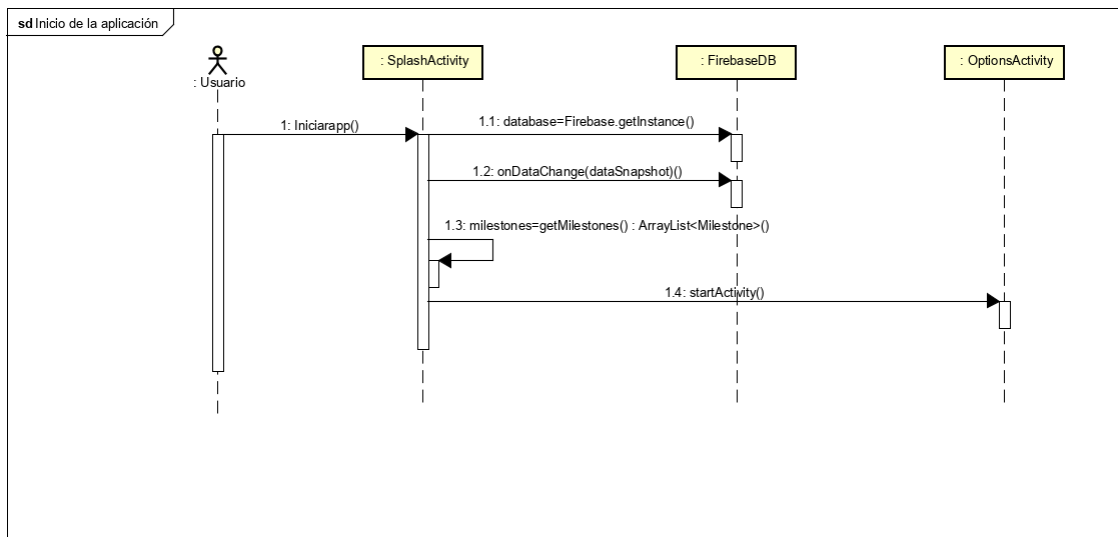 sd Inicio de la aplicación
: Usuario
: SplashActivity
: FirebaseDB
: OptionsActivity
1: Iniciarapp()
1.1: database=Firebase.getInstance()
1.2: onDataChange(dataSnapshot)()
1.3: milestones=getMilestones() : ArrayList<Milestone>()
1.4: startActivity()